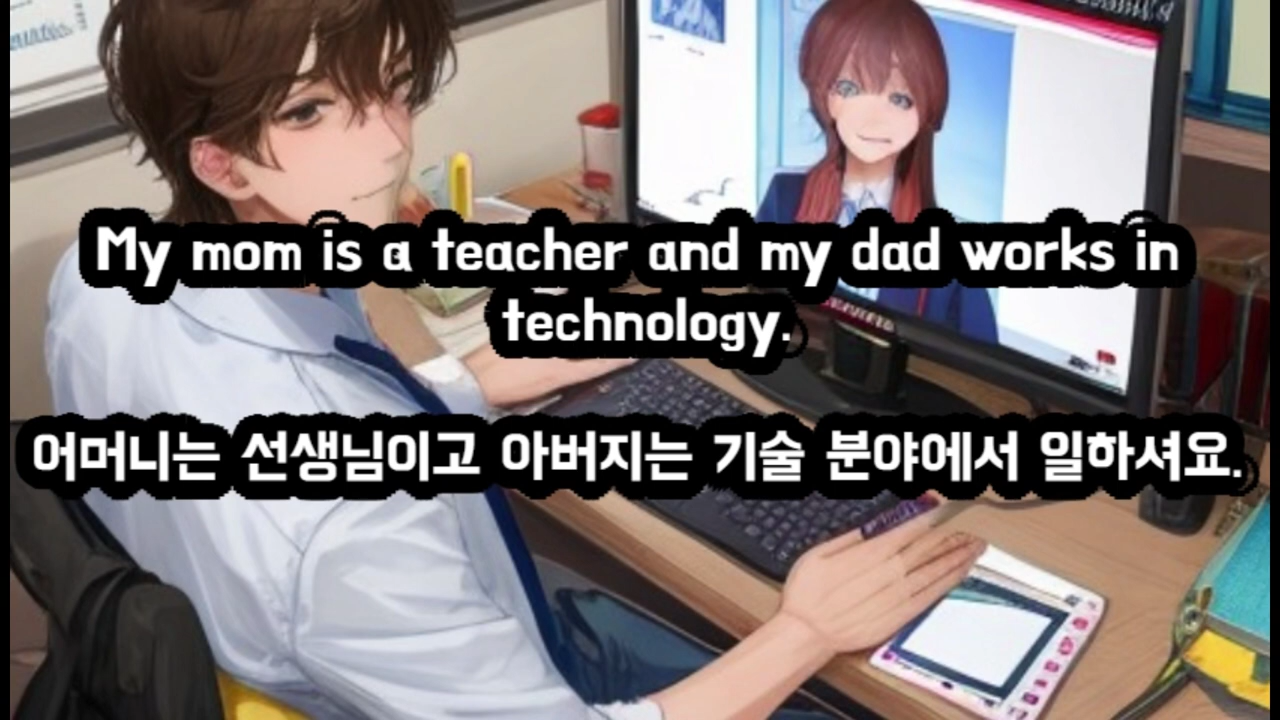 My mom is a teacher and my dad works in
technology.
어머니는 선생님이고 아버지는 기술 분야에서 일하셔요.